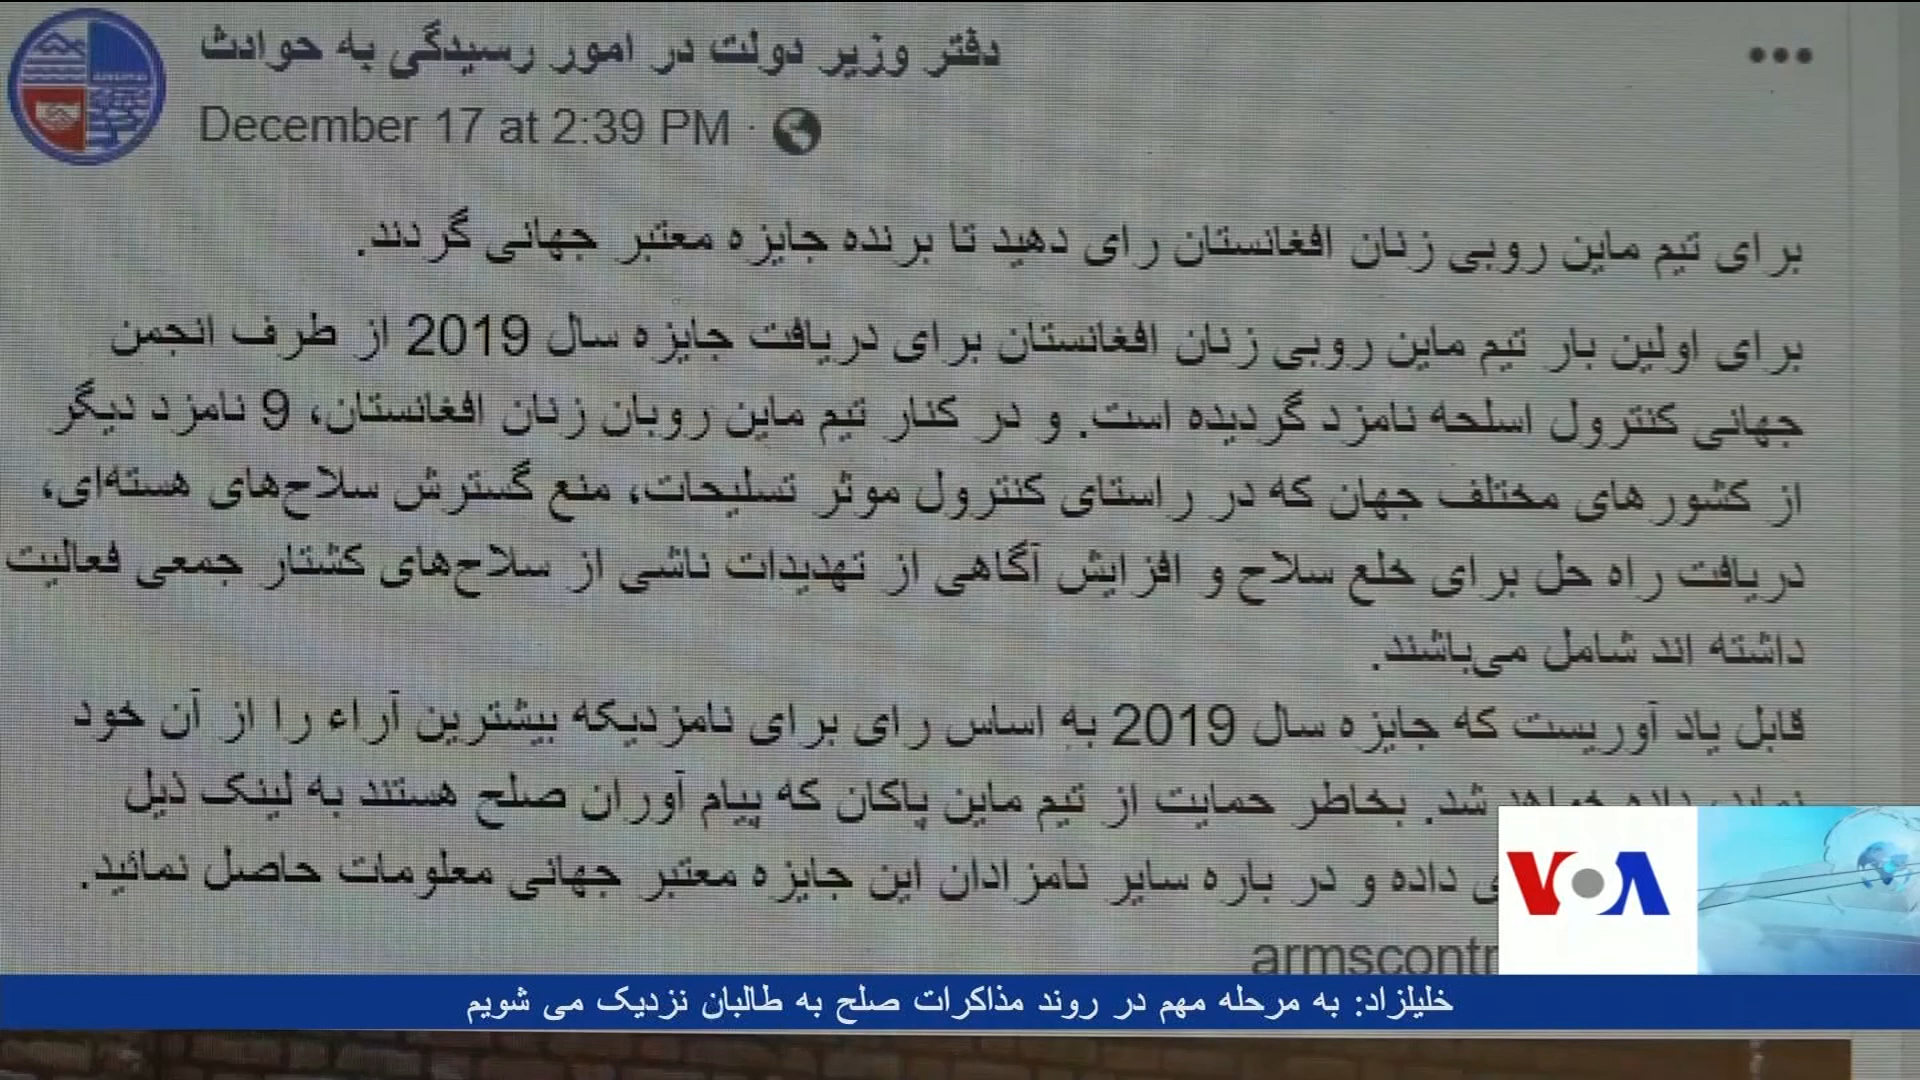 دفتر وزیر دولت در امور رسیدگی به حوادث
December 17 at 2:39 PM ·
برای تیم ماین روبی زنان افغانستان رای دهید تا برنده جایزه معتبر جهانی گردند.
برای اولین بار تیم ماین روبی زنان افغانستان برای دریافت جایزه سال 2019 از طرف انجمن
جهانی کنترول اسلحه نامزد گردیده است. و در کنار تیم ماین روبان زنان افغانستان، 9 نامزد دیگر
از کشورهای مختلف جهان که در راستای کنترول موثر تسلیحات، منع گسترش سلاح‌های هسته‌ای،
دریافت راه حل برای خلع سلاح و افزایش آگاهی از تهدیدات ناشی از سلاح‌های کشتار جمعی فعالیت
داشته اند شامل می‌باشند.
قابل یاد آوریست که جایزه سال 2019 به اساس رای برای نامزدیکه بیشترین آراء را از آن خود
شد. بخاطر حمایت از تیم ماین پاکان که پیام آوران صلح هستند به لینک ذیل
داده و در باره سایر نامزادان این جایزه معتبر جهانی معلومات حاصل نمائید.
armscontr
VOA
خلیلزاد: به مرحله مهم در روند مذاکرات صلح به طالبان نزدیک می شویم